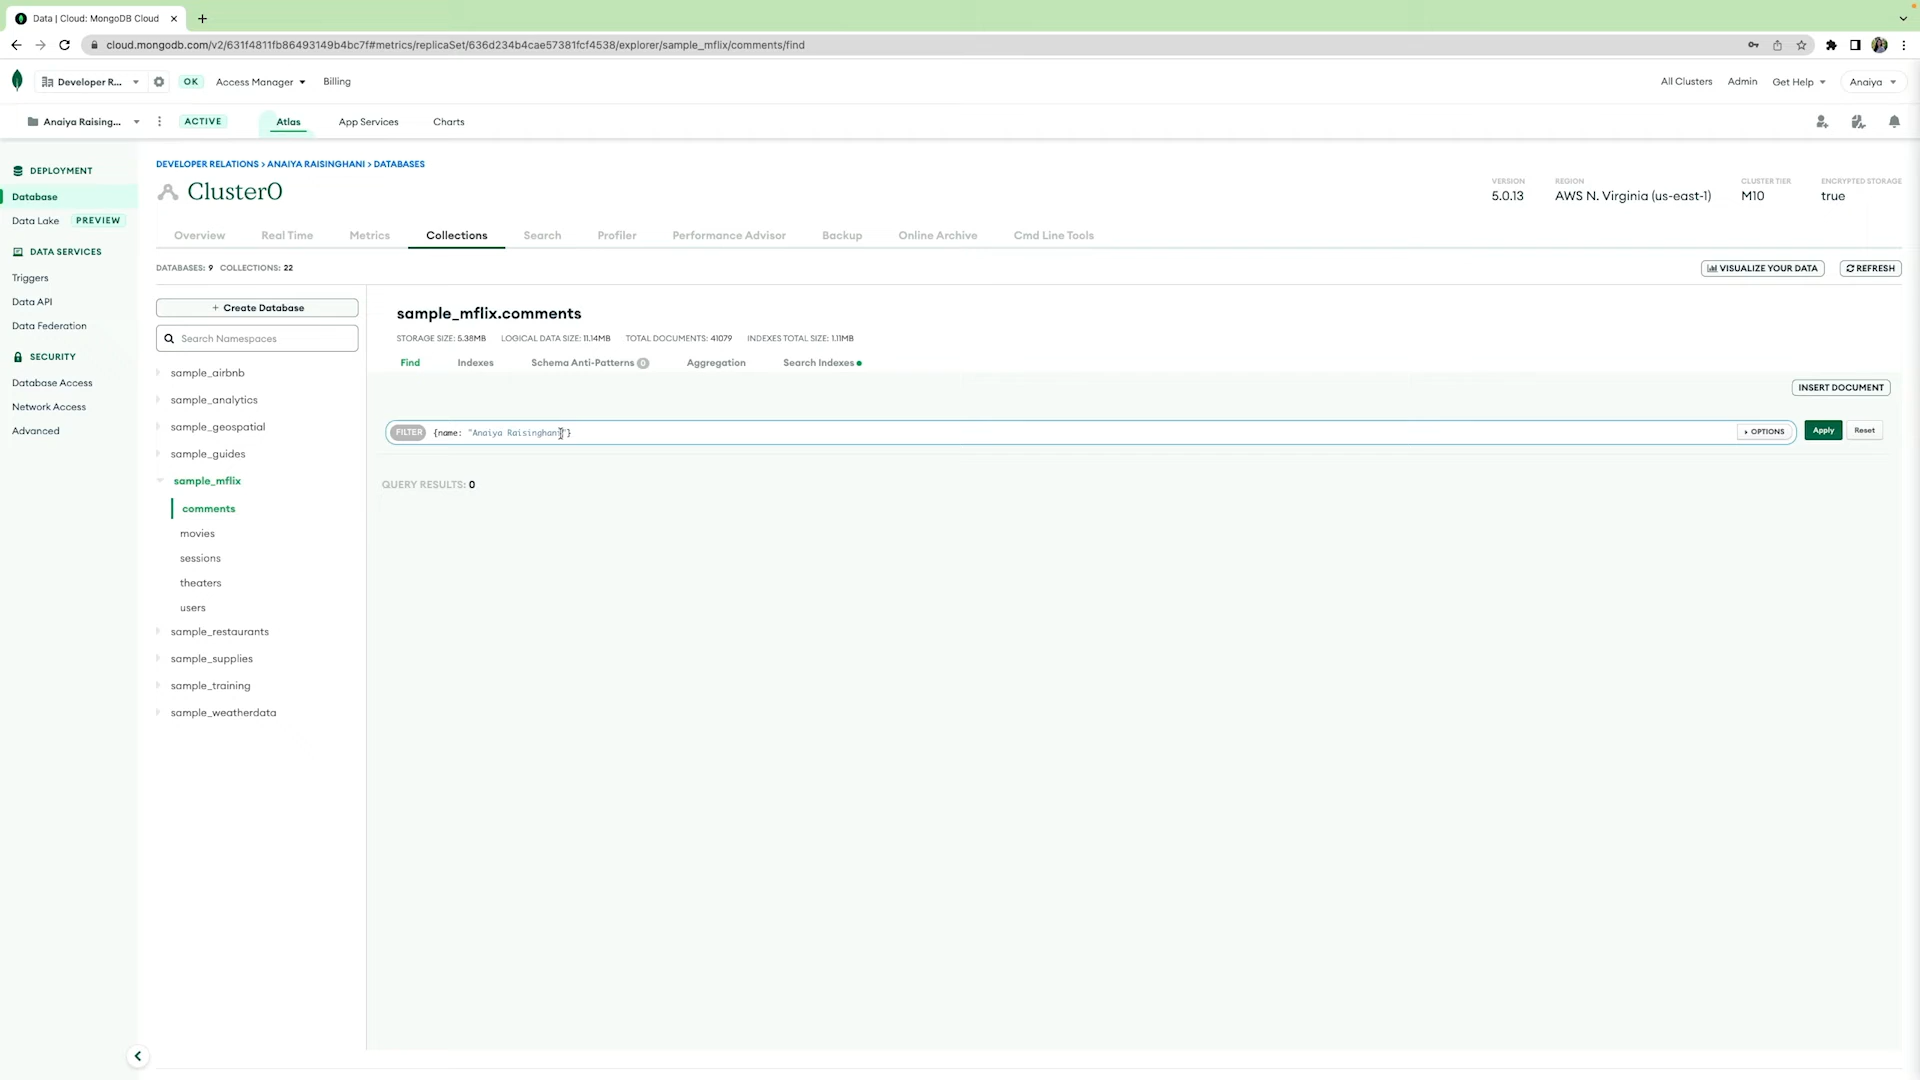 Data | Cloud: MongoDB Cloud
cloud.mongodb.com/v2/631f4811fb86493149b4bc7f#metrics/replicaSet/636d234b4cae57381fcf4538/explorer/sample_mflix/comments/find
Developer R... OK Access Manager Billing All Clusters Admin Get Help Anaiya
Anaiya Raising... ACTIVE Atlas App Services Charts
DEPLOYMENT
Database
Data Lake PREVIEW
DATA SERVICES
Triggers
Data API
Data Federation
SECURITY
Database Access
Network Access
Advanced
DEVELOPER RELATIONS > ANAIYA RAISINGHANI > DATABASES
Cluster0
VERSION REGION CLUSTER TIER ENCRYPTED STORAGE
5.0.13 AWS N. Virginia (us-east-1) M10 true
Overview Real Time Metrics Collections Search Profiler Performance Advisor Backup Online Archive Cmd Line Tools
DATABASES: 9 COLLECTIONS: 22 VISUALIZE YOUR DATA REFRESH
+ Create Database
Search Namespaces
sample_airbnb
sample_analytics
sample_geospatial
sample_guides
sample_mflix
comments
movies
sessions
theaters
users
sample_restaurants
sample_supplies
sample_training
sample_weatherdata
sample_mflix.comments
STORAGE SIZE: 5.38MB LOGICAL DATA SIZE: 11.14MB TOTAL DOCUMENTS: 41079 INDEXES TOTAL SIZE: 1.11MB
Find Indexes Schema Anti-Patterns 0 Aggregation Search Indexes
INSERT DOCUMENT
FILTER {name: "Anaiya Raisinghani"} OPTIONS Apply Reset
QUERY RESULTS: 0